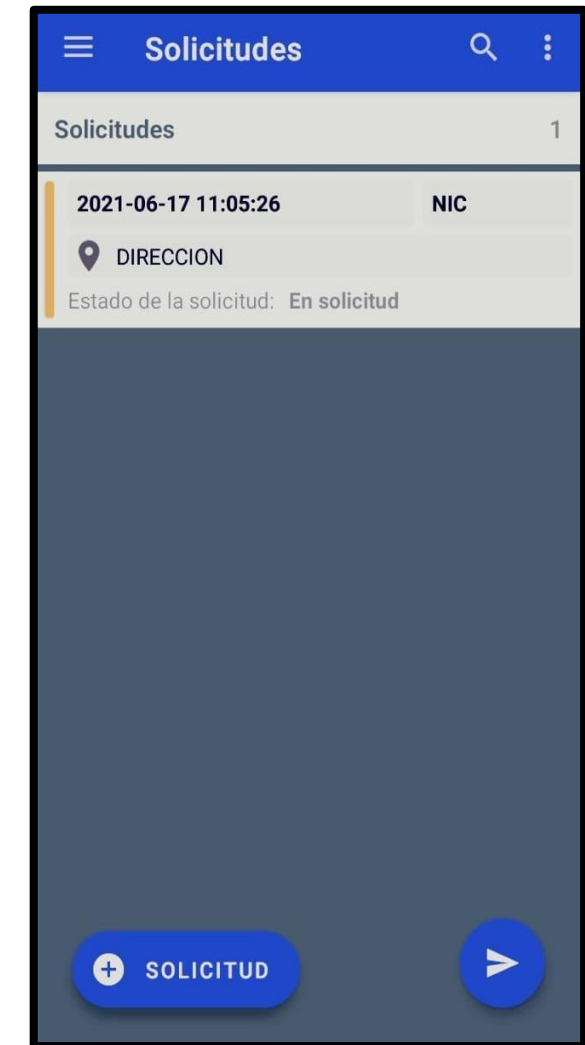 Solicitudes
Solicitudes 1
2021-06-17 11:05:26 NIC
DIRECCION
Estado de la solicitud: En solicitud
SOLICITUD